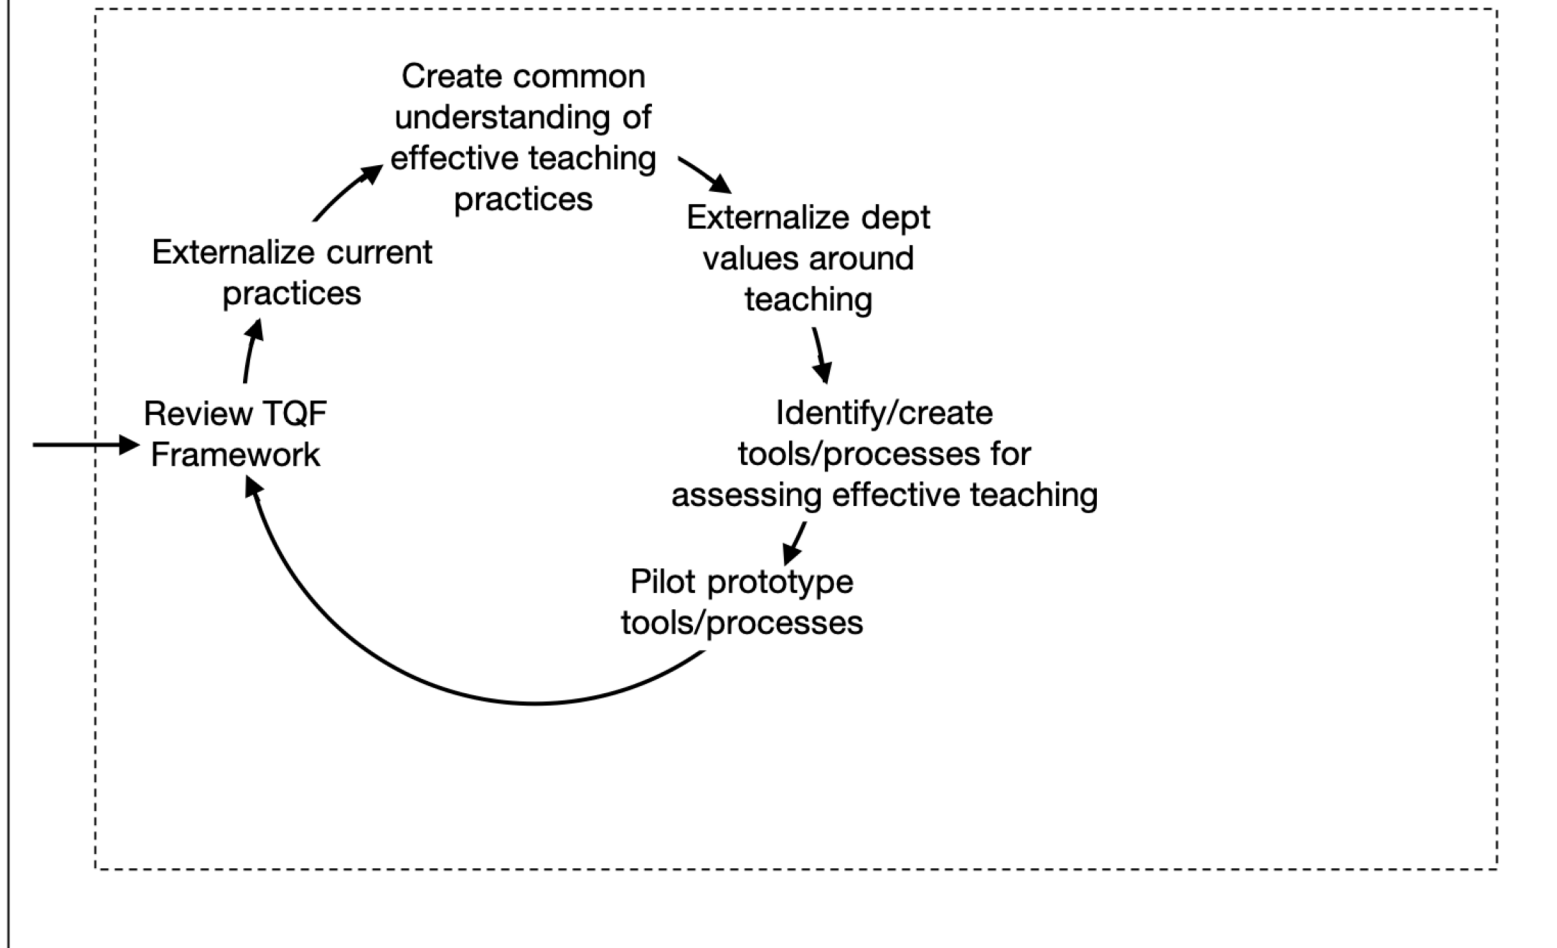 Create common
understanding of
effective teaching
practices
Externalize dept
values around
teaching
Externalize current
practices
Review TQF
Framework
Identify/create
tools/processes for
assessing effective teaching
Pilot prototype
tools/processes